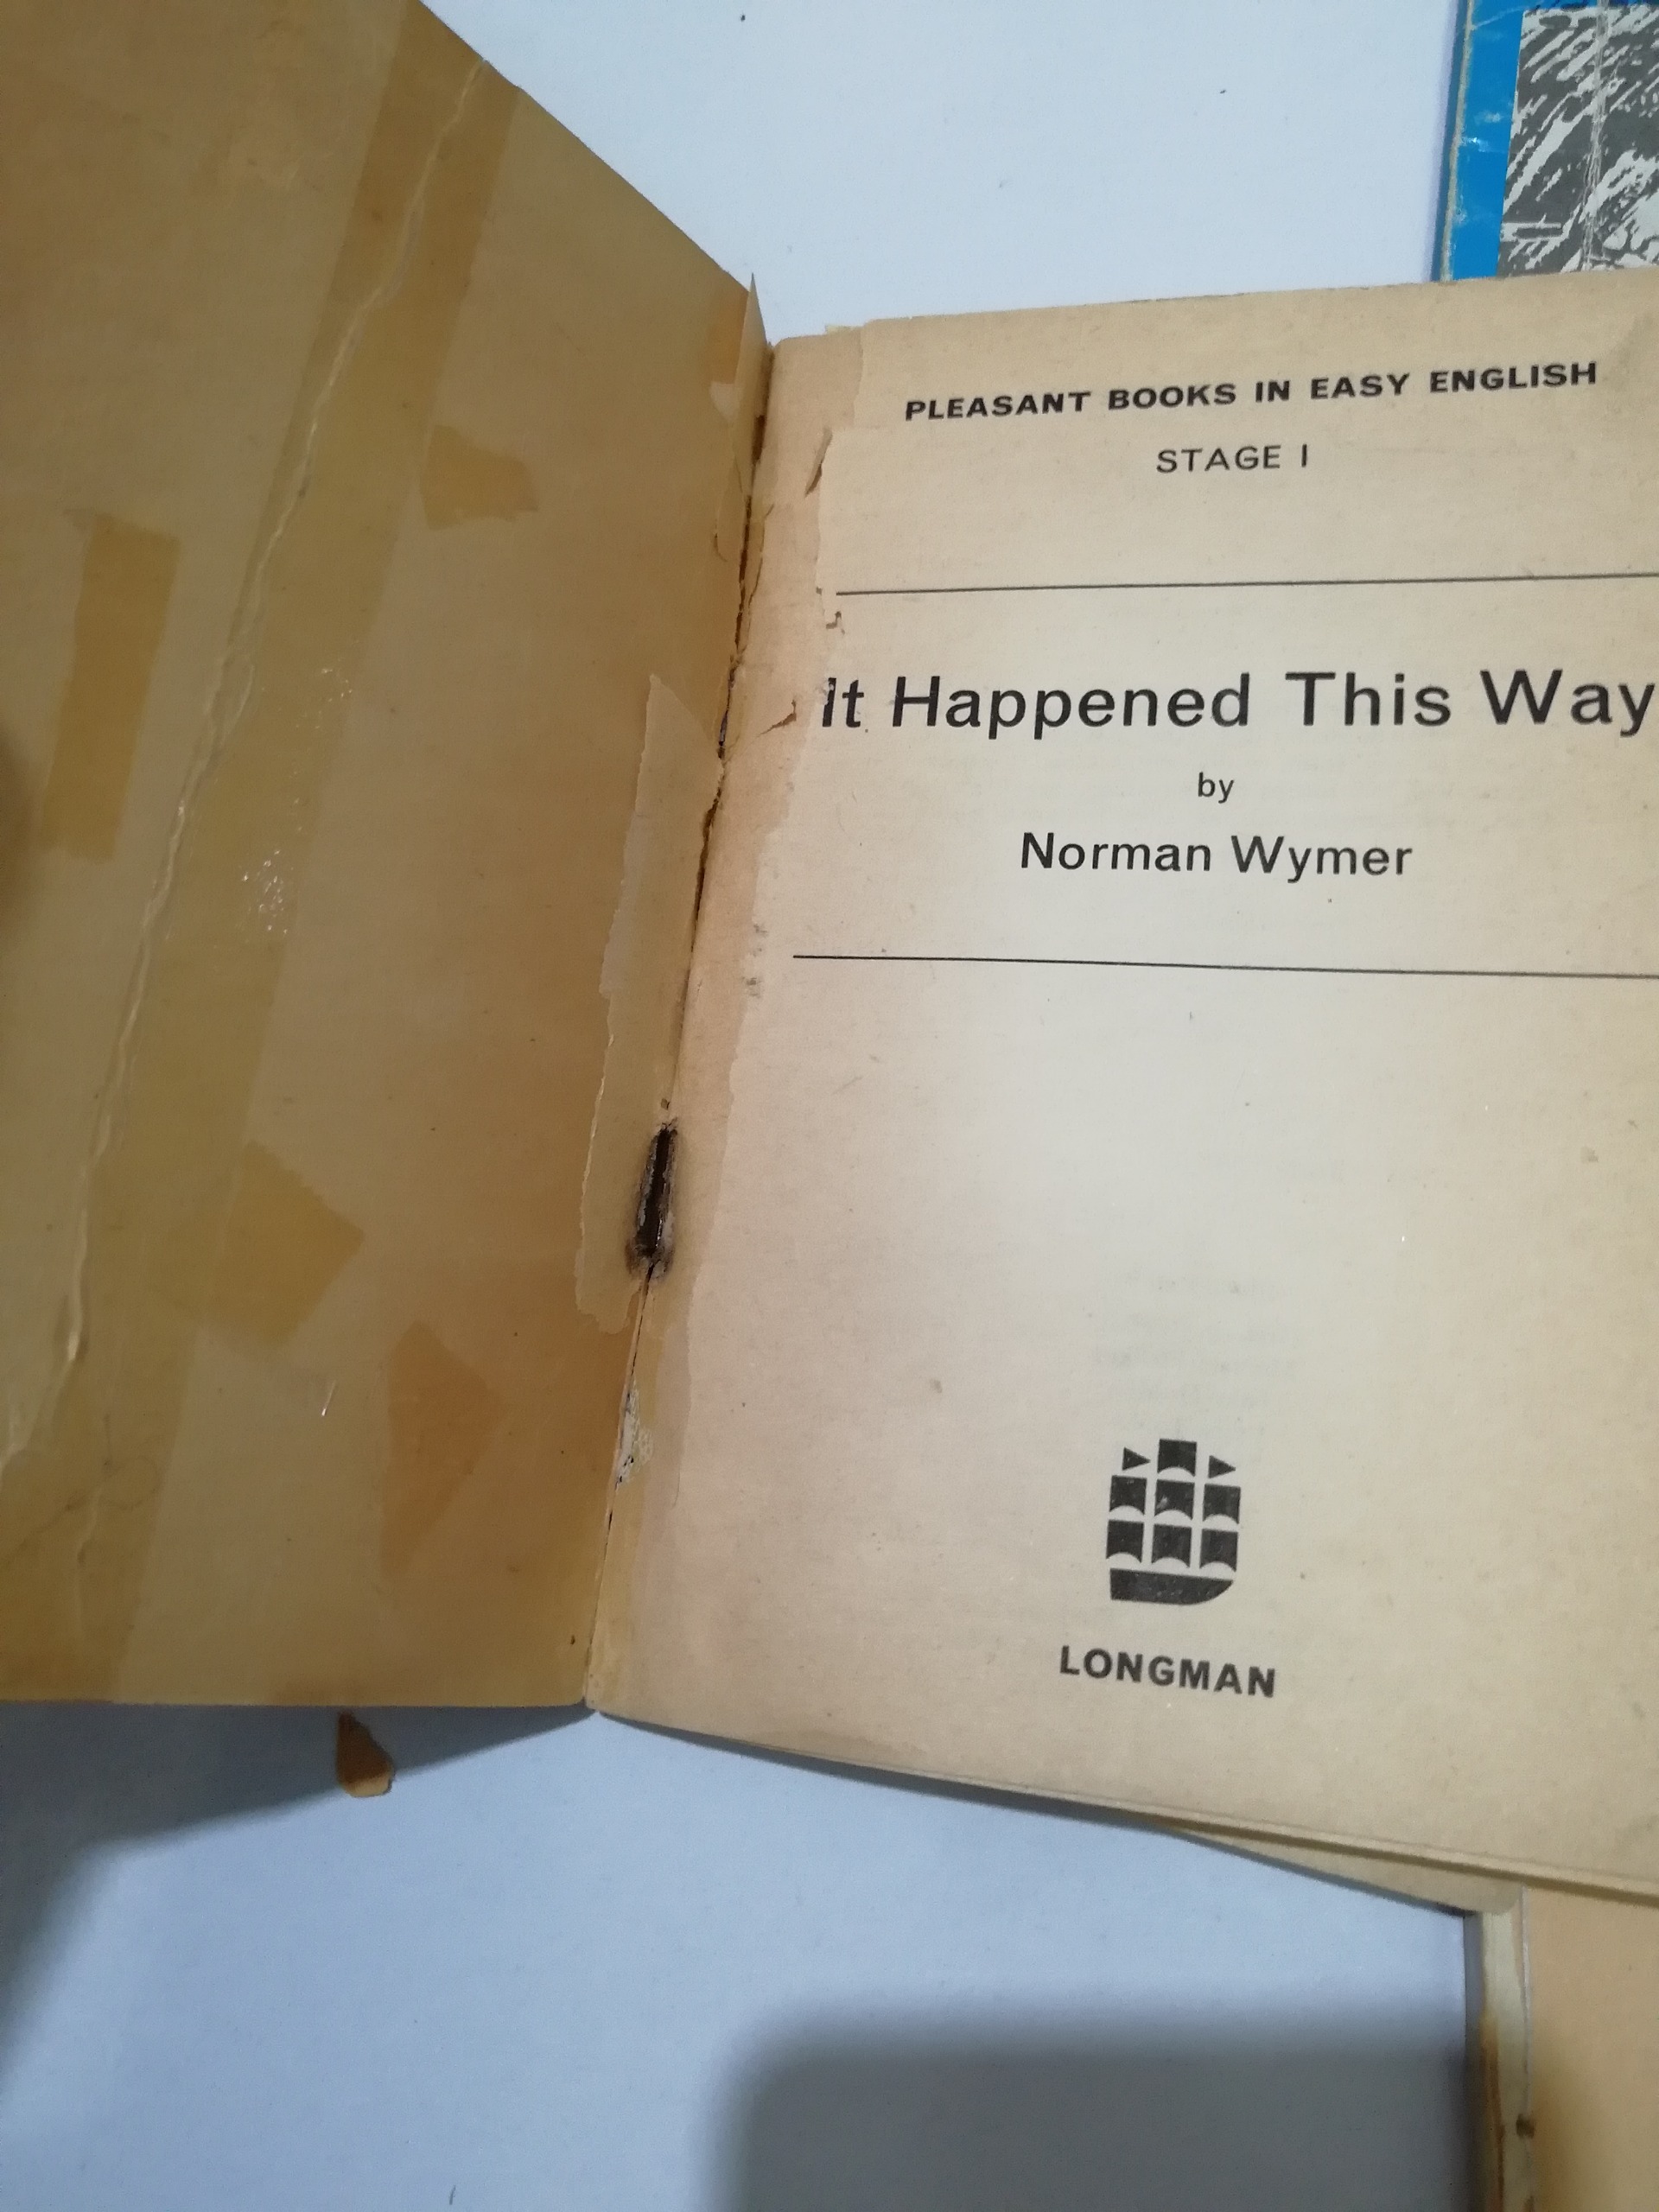 PLEASANT BOOKS IN EASY ENGLISH
STAGE I
It Happened This Way
by
Norman Wymer
LONGMAN